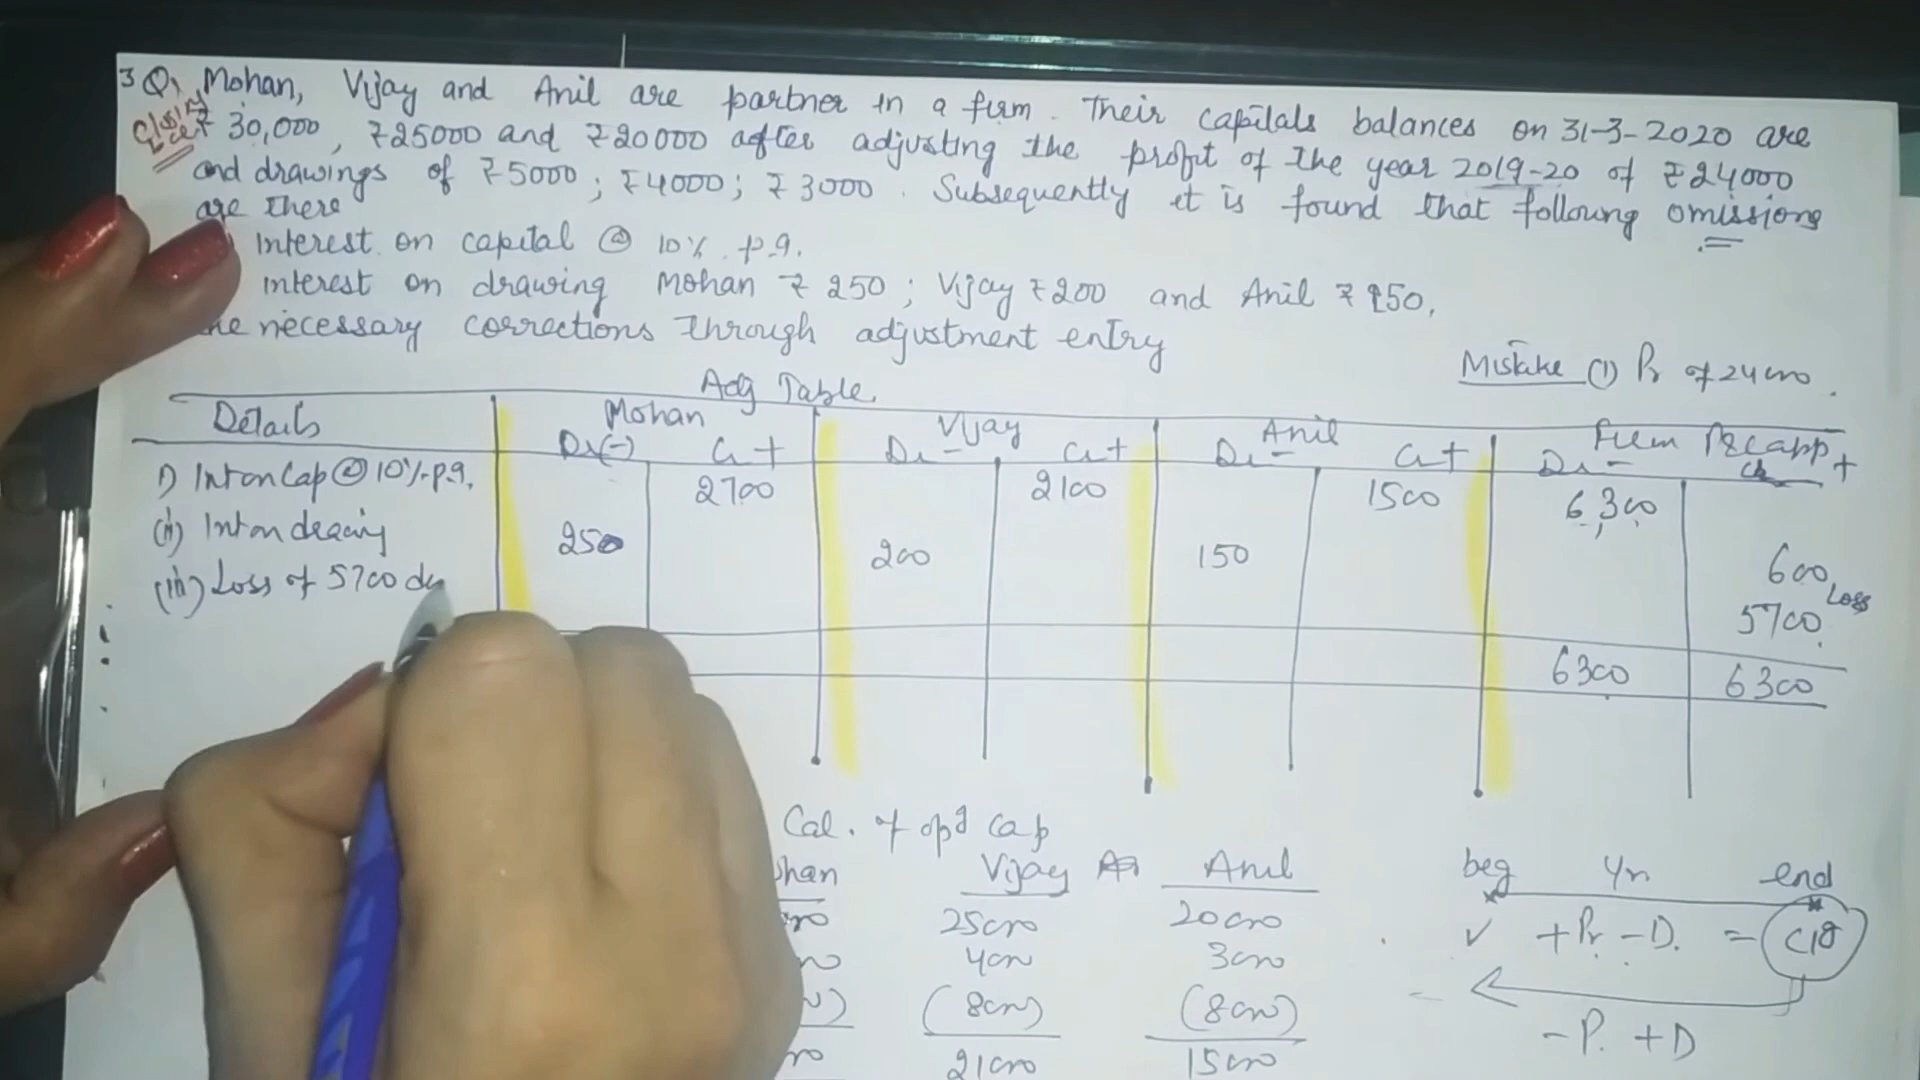 3Q, Mohan, Vijay and Anil are partner in a firm. Their capitals balances on 31-3-2020 are
Closing
₹ 30,000, ₹25000 and ₹20000 after adjusting the profit of the year 2019-20 of ₹24000
and drawings of ₹5000; ₹4000; ₹3000. Subsequently it is found that following omissions
are there
Interest on capital @ 10% p.a.
Interest on drawing Mohan ₹ 250; Vijay ₹200 and Anil ₹150.
necessary corrections through adjustment entry
Mistake (1) Pr of 24000.
Adj Table
Details Mohan Vijay Anil Firm
Dr(-) Cr+ Dr- Cr+ Dr- Cr+ Dr- Cr +
1) Int on Cap @ 10% p.a. 2700 2100 1500 6,300
(ii) Int on drawing 250 200 150 600
(iii) Loss of 5700 5700 Loss
6300 6300
Cal. of opg Cap
Vijay Anil
25000 20000
4000 3000
(8000) (8000)
21000 15000
beg Yr end
✓ +Pr - D. = Clg
- P. + D